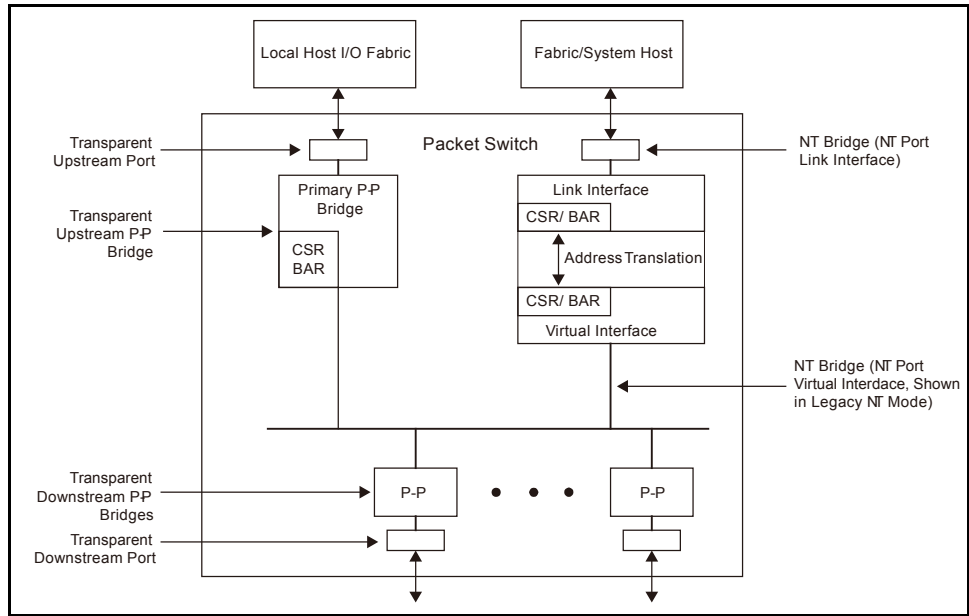 Local Host I/O Fabric
Fabric/System Host
Transparent
Upstream Port
Packet Switch
NT Bridge (NT Port
Link Interface)
Primary P-P
Bridge
Link Interface
Transparent
Upstream P-P
Bridge
CSR
BAR
CSR/ BAR
Address Translation
CSR/ BAR
Virtual Interface
NT Bridge (NT Port
Virtual Interdace, Shown
in Legacy NT Mode)
Transparent
Downstream P-P
Bridges
P-P
P-P
Transparent
Downstream Port